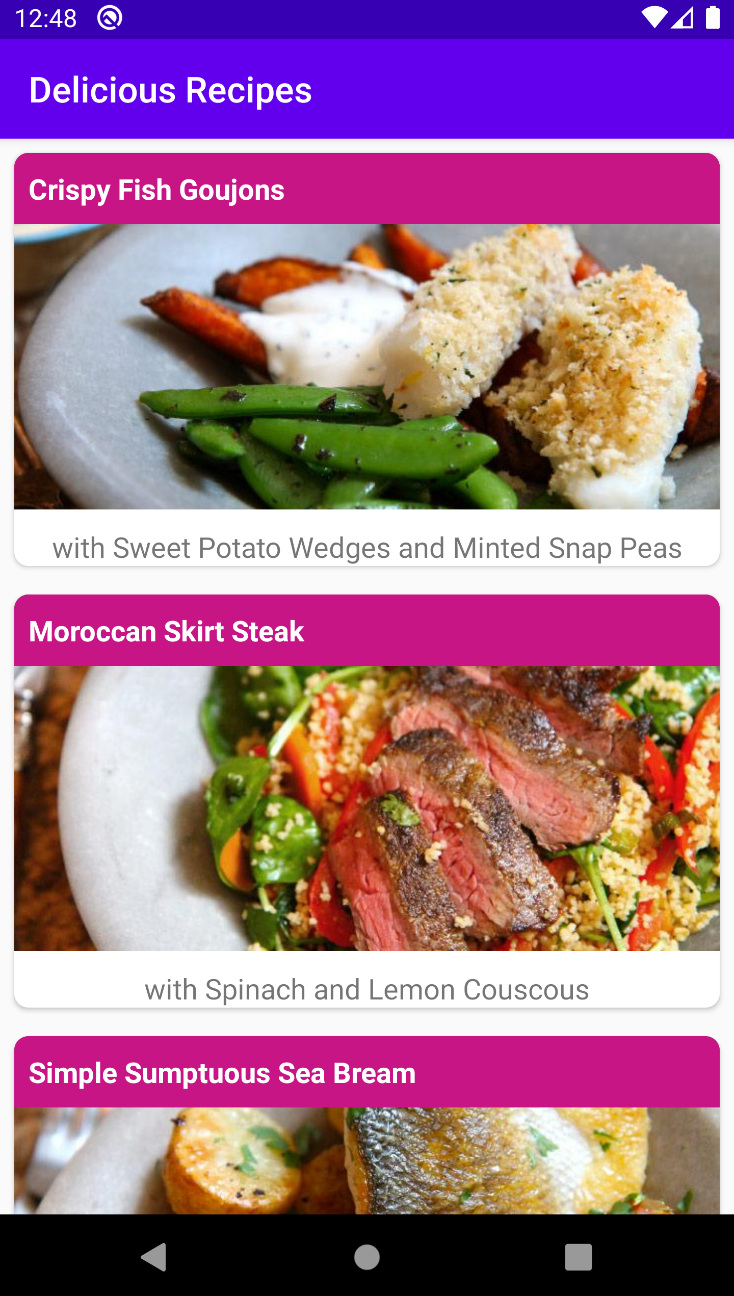 12:48
Delicious Recipes
Crispy Fish Goujons
with Sweet Potato Wedges and Minted Snap Peas
Moroccan Skirt Steak
with Spinach and Lemon Couscous
Simple Sumptuous Sea Bream